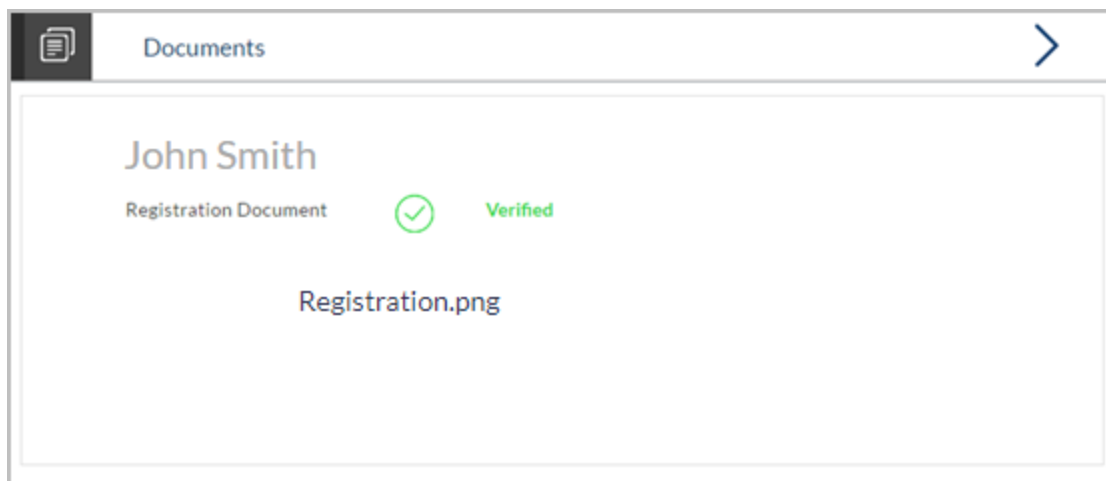 Documents
John Smith
Registration Document Verified
Registration.png